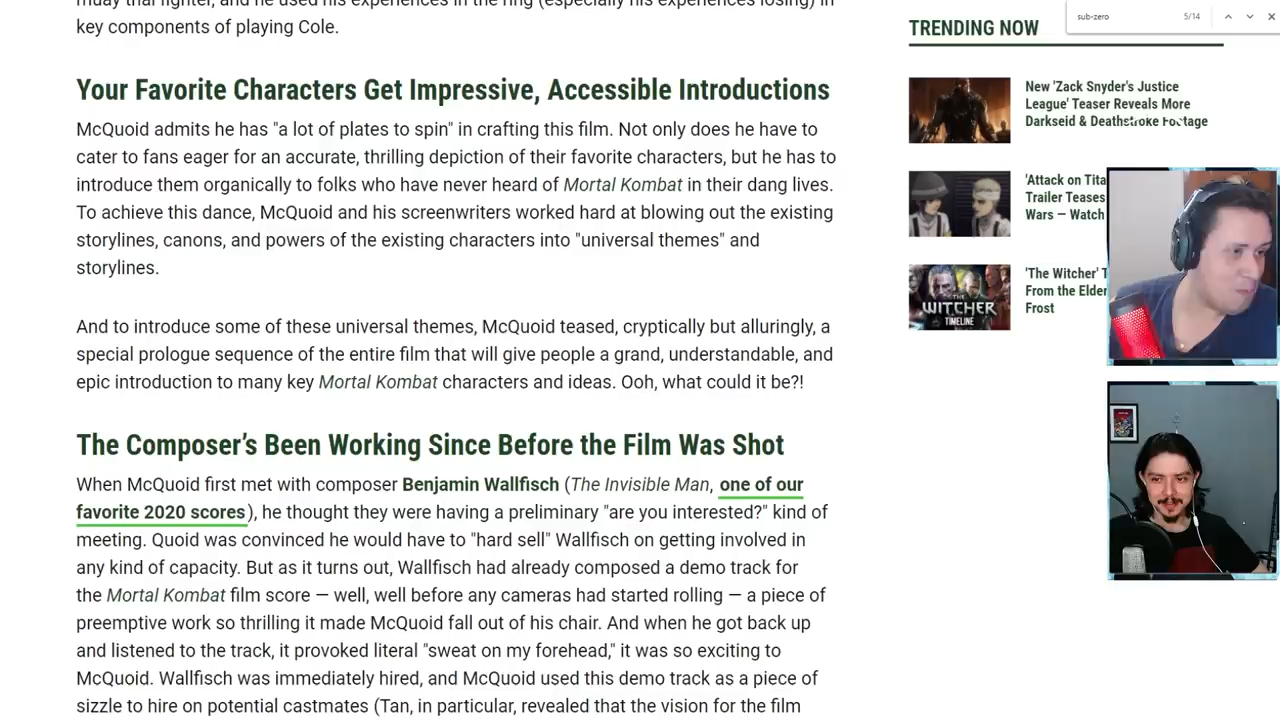 key components of playing Cole.
Your Favorite Characters Get Impressive, Accessible Introductions
McQuoid admits he has "a lot of plates to spin" in crafting this film. Not only does he have to
cater to fans eager for an accurate, thrilling depiction of their favorite characters, but he has to
introduce them organically to folks who have never heard of Mortal Kombat in their dang lives.
To achieve this dance, McQuoid and his screenwriters worked hard at blowing out the existing
storylines, canons, and powers of the existing characters into "universal themes" and
storylines.
And to introduce some of these universal themes, McQuoid teased, cryptically but alluringly, a
special prologue sequence of the entire film that will give people a grand, understandable, and
epic introduction to many key Mortal Kombat characters and ideas. Ooh, what could it be?!
The Composer’s Been Working Since Before the Film Was Shot
When McQuoid first met with composer Benjamin Wallfisch (The Invisible Man, one of our
favorite 2020 scores), he thought they were having a preliminary "are you interested?" kind of
meeting. Quoid was convinced he would have to "hard sell" Wallfisch on getting involved in
any kind of capacity. But as it turns out, Wallfisch had already composed a demo track for
the Mortal Kombat film score — well, well before any cameras had started rolling — a piece of
preemptive work so thrilling it made McQuoid fall out of his chair. And when he got back up
and listened to the track, it provoked literal "sweat on my forehead," it was so exciting to
McQuoid. Wallfisch was immediately hired, and McQuoid used this demo track as a piece of
sizzle to hire on potential castmates (Tan, in particular, revealed that the vision for the film
sub-zero 5/14
TRENDING NOW
New 'Zack Snyder's Justice
League' Teaser Reveals More
Darkseid & Deathstroke Footage
'Attack on Tita
Trailer Teases
Wars — Watch
'The Witcher' T
From the Elder
Frost
THE
WITCHER
TIMELINE